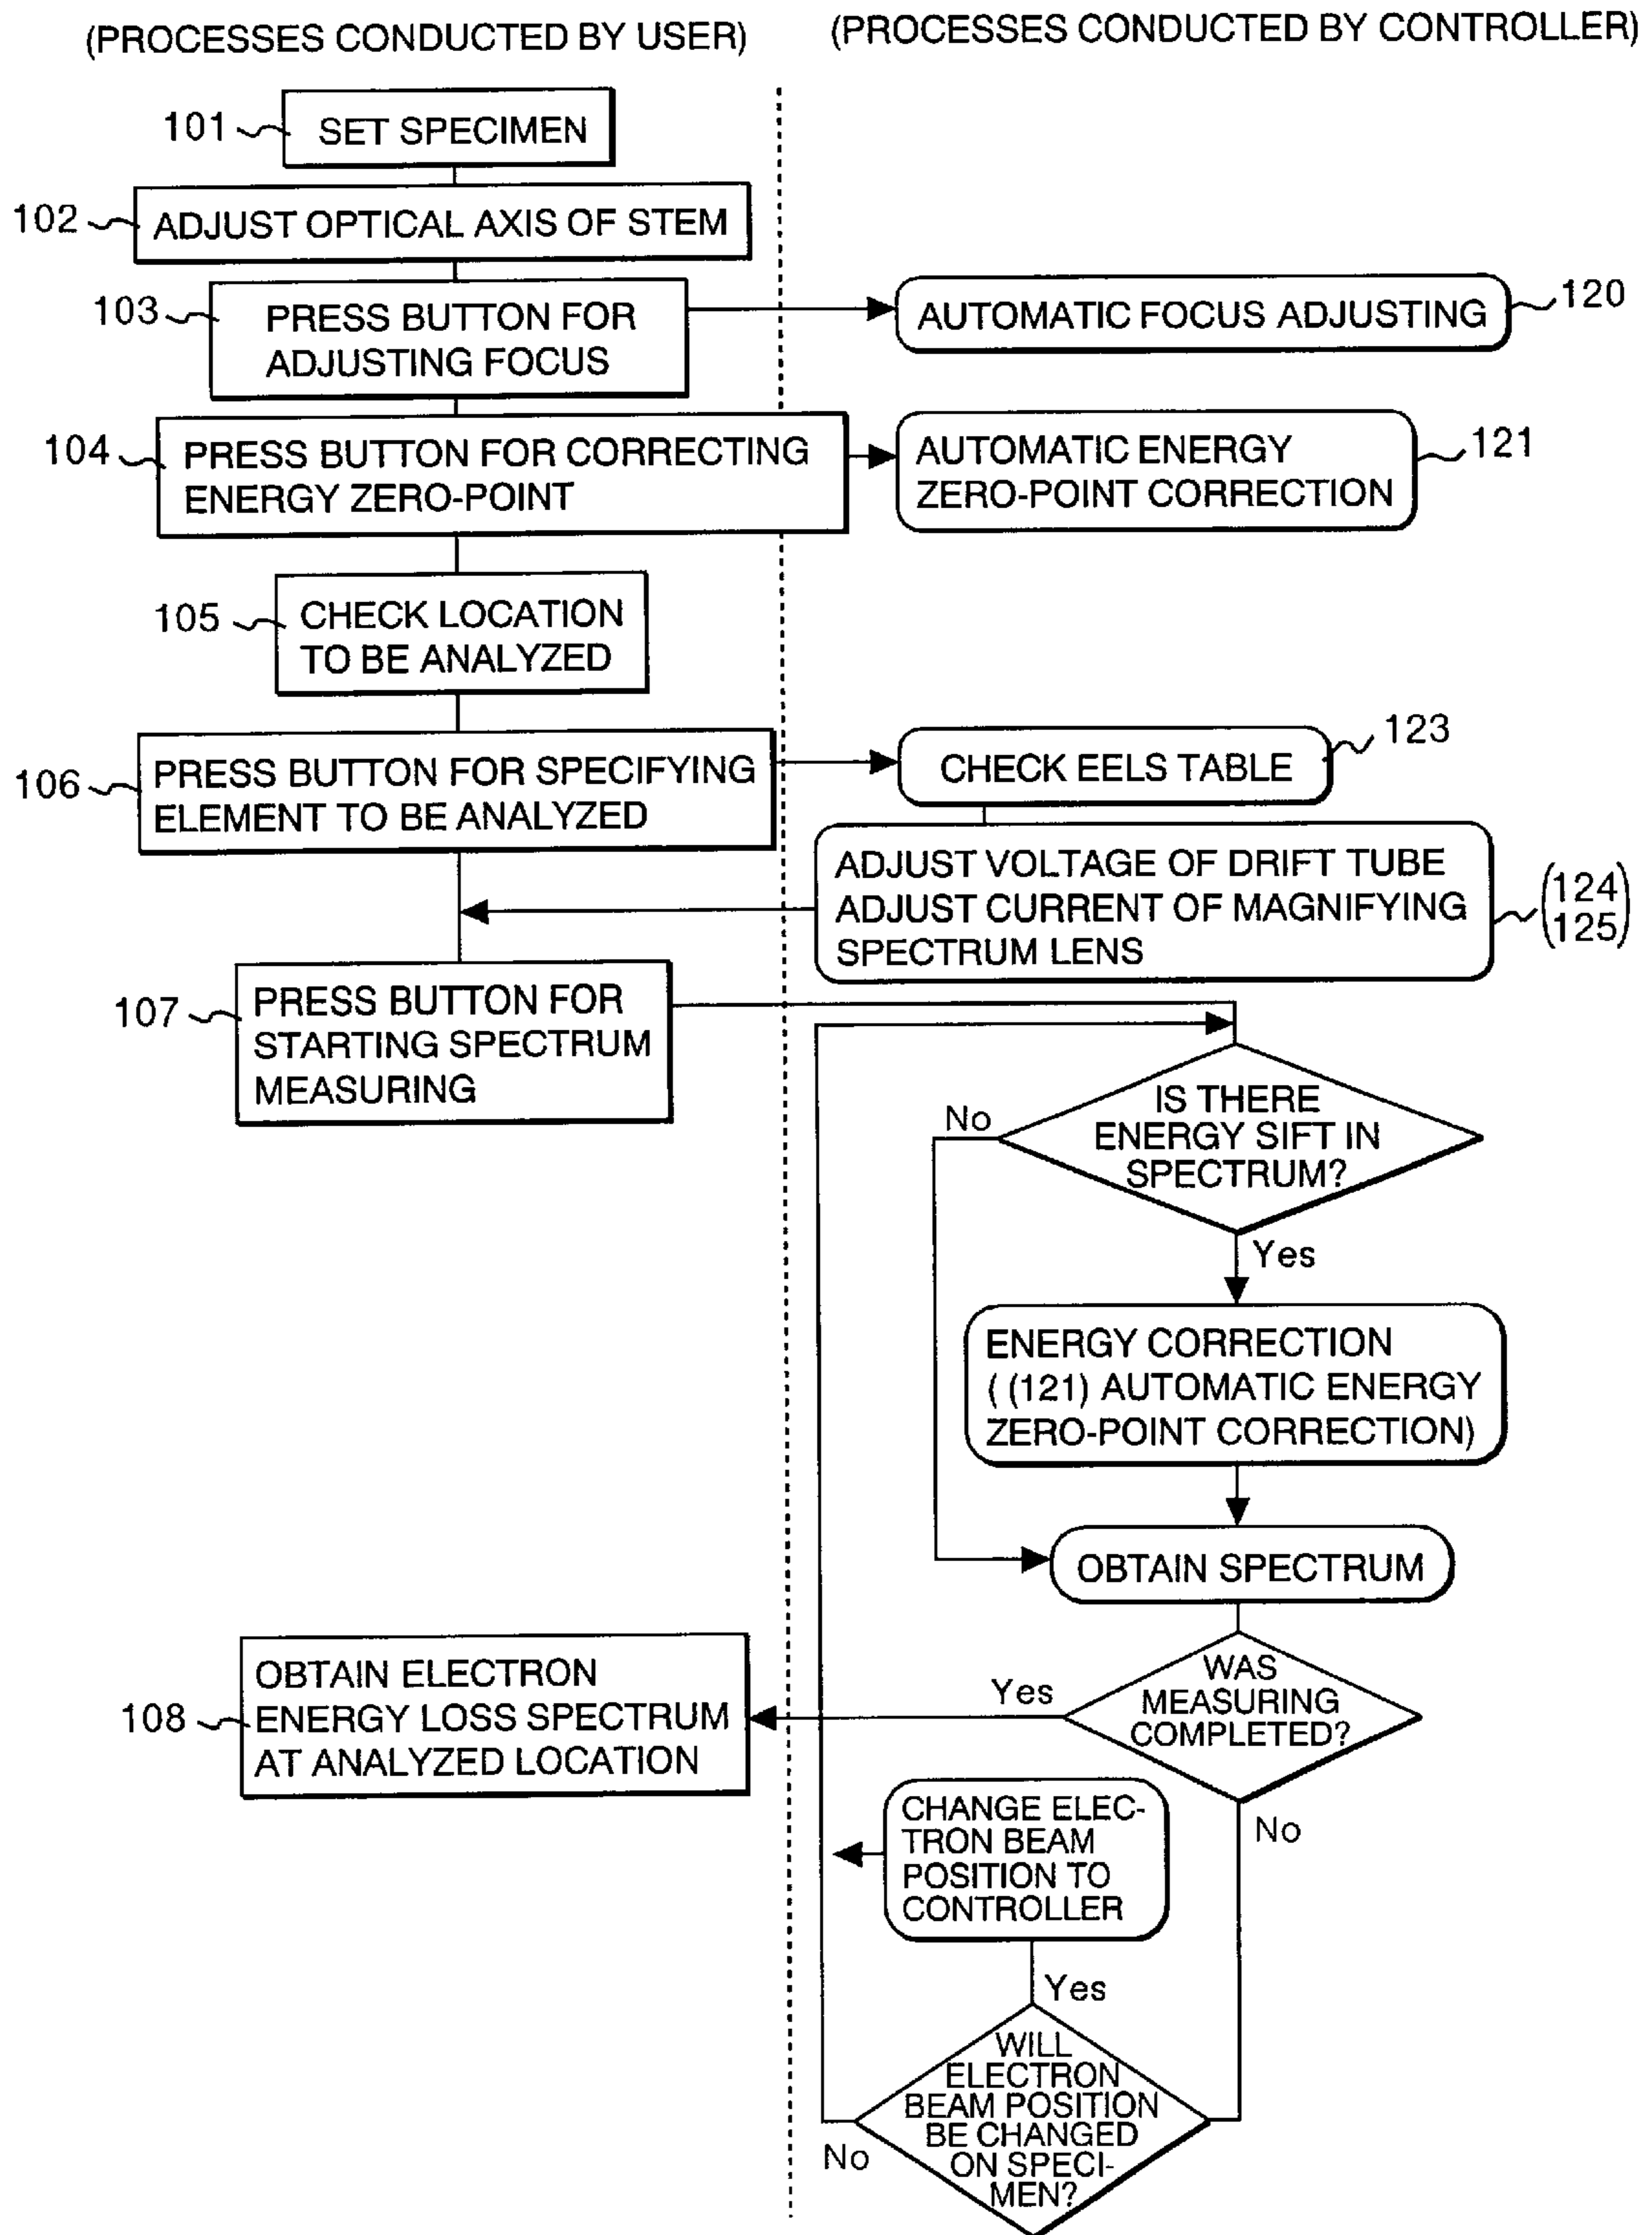 (PROCESSES CONDUCTED BY USER)
(PROCESSES CONDUCTED BY CONTROLLER)
101
SET SPECIMEN
102
ADJUST OPTICAL AXIS OF STEM
103
PRESS BUTTON FOR
ADJUSTING FOCUS
AUTOMATIC FOCUS ADJUSTING
120
104
PRESS BUTTON FOR CORRECTING
ENERGY ZERO-POINT
AUTOMATIC ENERGY
ZERO-POINT CORRECTION
121
105
CHECK LOCATION
TO BE ANALYZED
106
PRESS BUTTON FOR SPECIFYING
ELEMENT TO BE ANALYZED
CHECK EELS TABLE
123
ADJUST VOLTAGE OF DRIFT TUBE
ADJUST CURRENT OF MAGNIFYING
SPECTRUM LENS
(124
125)
107
PRESS BUTTON FOR
STARTING SPECTRUM
MEASURING
IS THERE
ENERGY SIFT IN
SPECTRUM?
No
Yes
ENERGY CORRECTION
( (121) AUTOMATIC ENERGY
ZERO-POINT CORRECTION)
OBTAIN SPECTRUM
108
OBTAIN ELECTRON
ENERGY LOSS SPECTRUM
AT ANALYZED LOCATION
Yes
WAS
MEASURING
COMPLETED?
No
CHANGE ELEC-
TRON BEAM
POSITION TO
CONTROLLER
Yes
WILL
ELECTRON
BEAM POSITION
BE CHANGED
ON SPECI-
MEN?
No